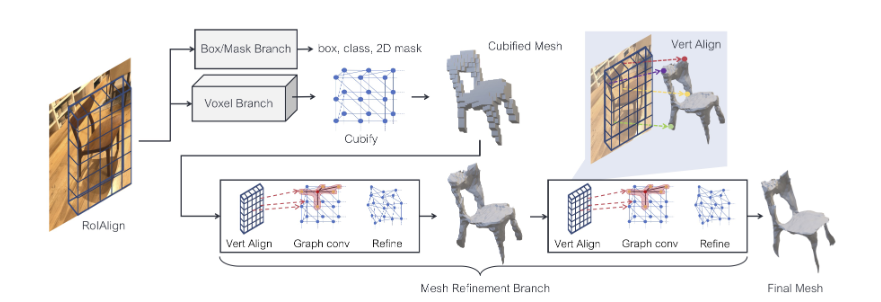 Box/Mask Branch
box, class, 2D mask
Cubified Mesh
Vert Align
Voxel Branch
Cubify
RoIAlign
Vert Align
Graph conv
Refine
Vert Align
Graph conv
Refine
Mesh Refinement Branch
Final Mesh